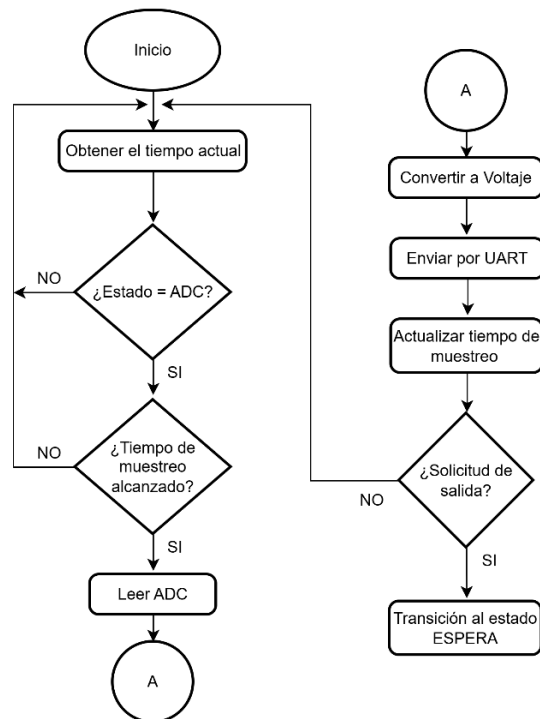 Inicio
Obtener el tiempo actual
NO
¿Estado = ADC?
SI
NO
¿Tiempo de
muestreo
alcanzado?
SI
Leer ADC
A
A
Convertir a Voltaje
Enviar por UART
Actualizar tiempo de
muestreo
¿Solicitud de
salida?
NO
SI
Transición al estado
ESPERA